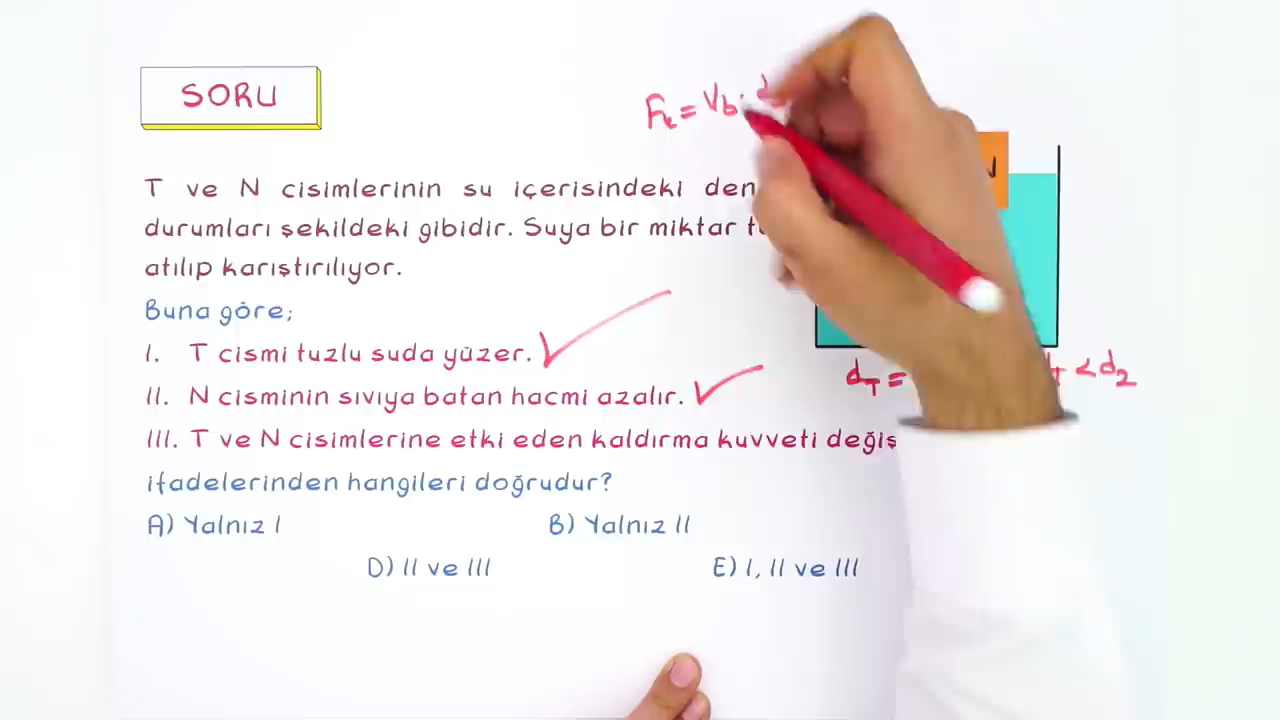 SORU
Fk = Vb.
N
T ve N cisimlerinin su içerisindeki
durumları şekildeki gibidir. Suya bir miktar
atılıp karıştırılıyor.
Buna göre;
I. T cismi tuzlu suda yüzer.
dT = < d2
II. N cisminin sıvıya batan hacmi azalır.
III. T ve N cisimlerine etki eden kaldırma kuvveti
ifadelerinden hangileri doğrudur?
A) Yalnız I B) Yalnız II
D) II ve III E) I, II ve III